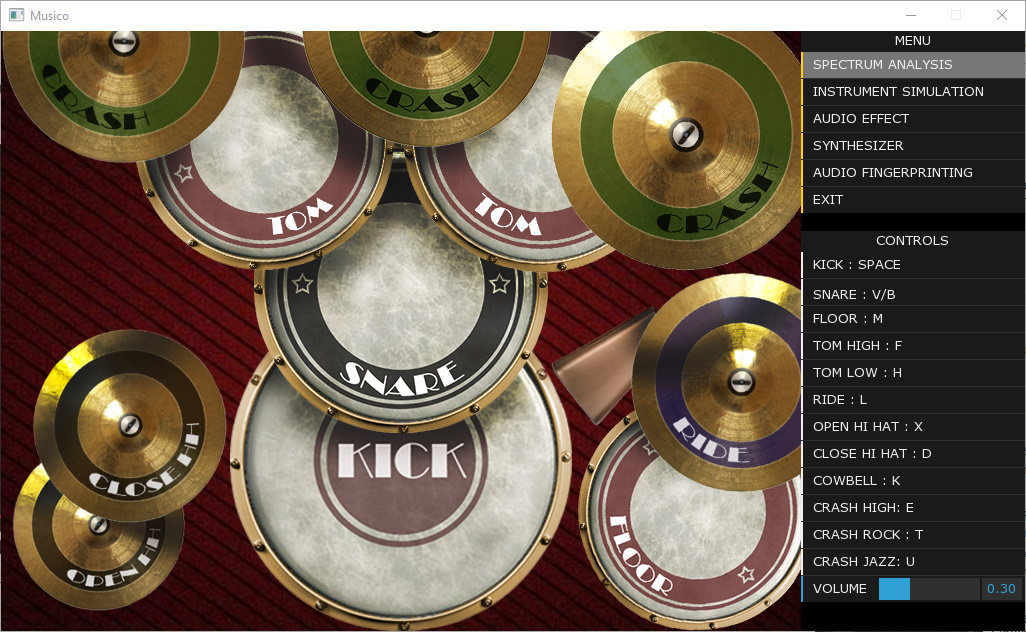 Musico
CRASH
CRASH
CRASH
TOM
TOM
SNARE
KICK
RIDE
CLOSE HH
OPEN HH
FLOOR
MENU
SPECTRUM ANALYSIS
INSTRUMENT SIMULATION
AUDIO EFFECT
SYNTHESIZER
AUDIO FINGERPRINTING
EXIT
CONTROLS
KICK : SPACE
SNARE : V/B
FLOOR : M
TOM HIGH : F
TOM LOW : H
RIDE : L
OPEN HI HAT : X
CLOSE HI HAT : D
COWBELL : K
CRASH HIGH: E
CRASH ROCK : T
CRASH JAZZ: U
VOLUME 0.30